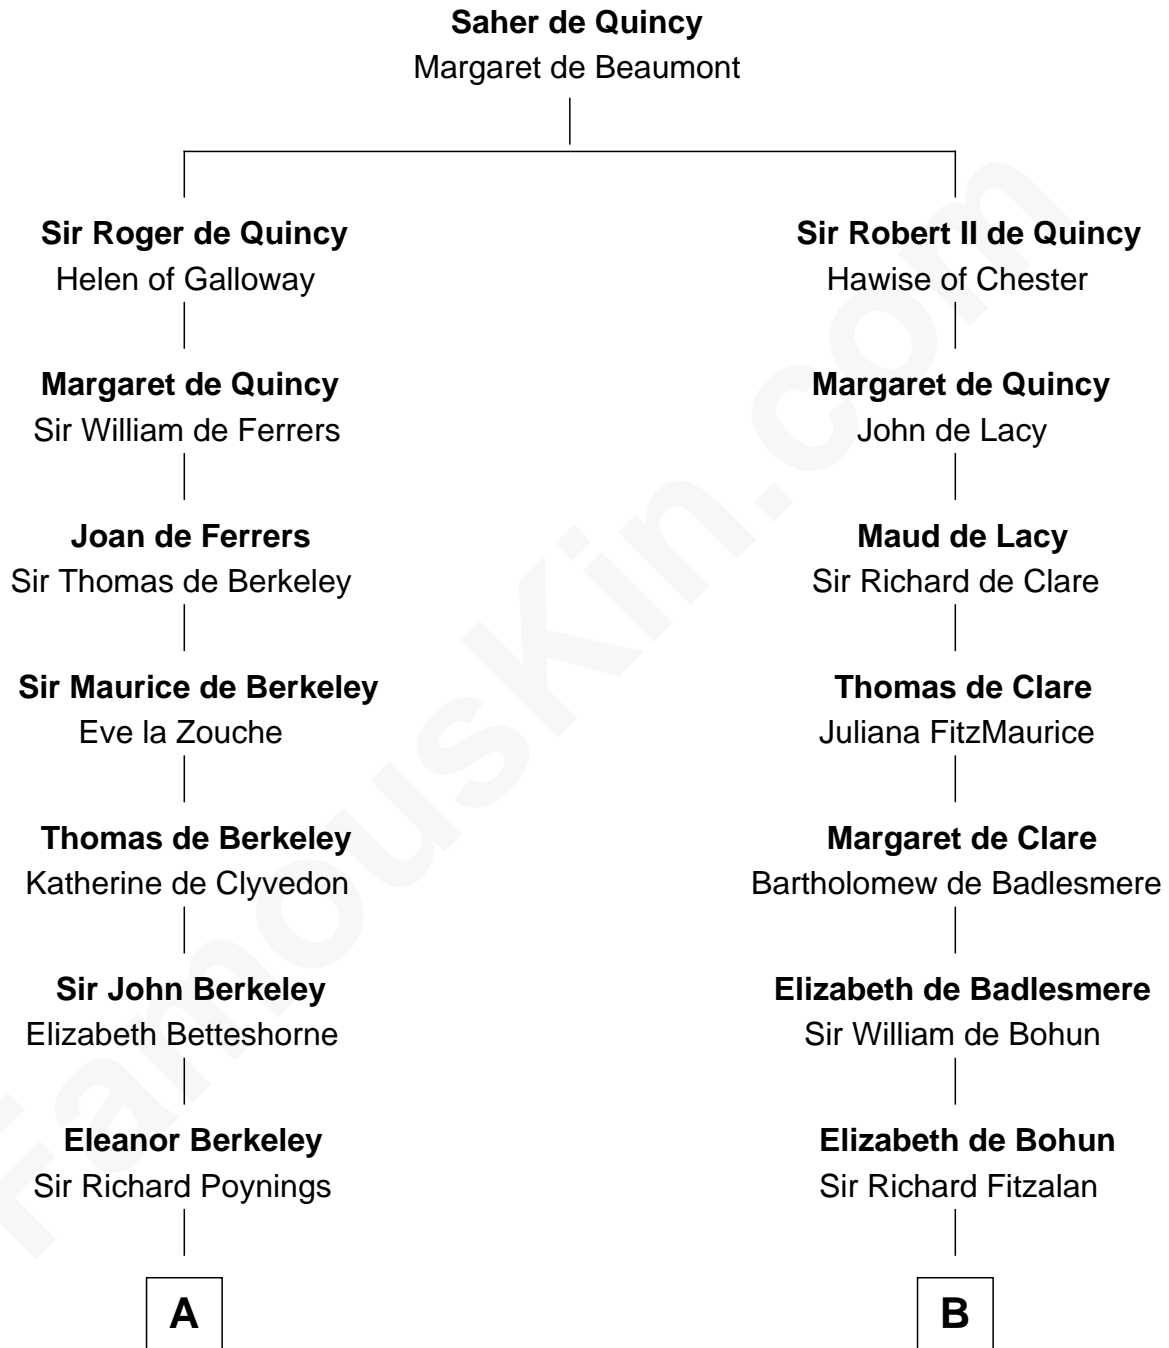 Saher de Quincy
Margaret de Beaumont
Sir Roger de Quincy
Helen of Galloway
Sir Robert II de Quincy
Hawise of Chester
Margaret de Quincy
Sir William de Ferrers
Margaret de Quincy
John de Lacy
Joan de Ferrers
Sir Thomas de Berkeley
Maud de Lacy
Sir Richard de Clare
Sir Maurice de Berkeley
Eve la Zouche
Thomas de Clare
Juliana FitzMaurice
Thomas de Berkeley
Katherine de Clyvedon
Margaret de Clare
Bartholomew de Badlesmere
Sir John Berkeley
Elizabeth Betteshorne
Elizabeth de Badlesmere
Sir William de Bohun
Eleanor Berkeley
Sir Richard Poynings
Elizabeth de Bohun
Sir Richard Fitzalan
A
B
FamousKin.com